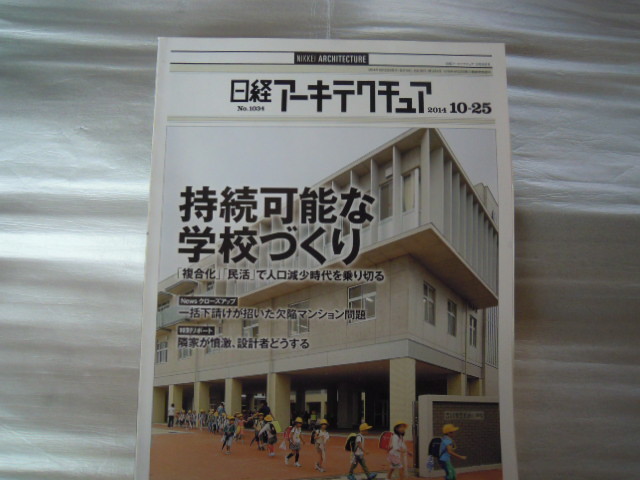 NIKKEI ARCHITECTURE
日経アーキテクチュア
No.1034
2014 10-25
持続可能な
学校づくり
「複合化」「民活」で人口減少時代を乗り切る
News クローズアップ
一括下請けが招いた欠陥マンション問題
特別リポート
隣家が憤激、設計者どうする